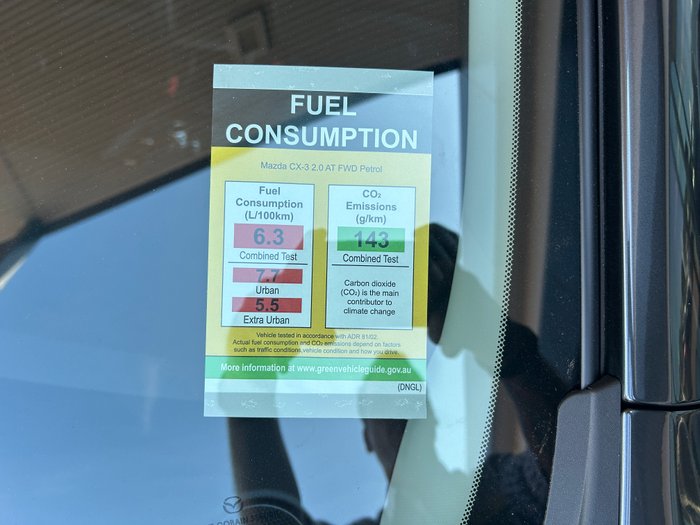 FUEL
CONSUMPTION
Mazda CX-3 2.0 AT FWD Petrol
Fuel
Consumption
(L/100km)
6.3
Combined Test
7.7
Urban
5.5
Extra Urban
CO₂
Emissions
(g/km)
143
Combined Test
Carbon dioxide
(CO₂) is the main
contributor to
climate change
Vehicle tested in accordance with ADR 81/02.
Actual fuel consumption and CO₂ emissions depend on factors
such as traffic conditions,vehicle condition and how you drive.
More information at www.greenvehicleguide.gov.au
(DNGL)